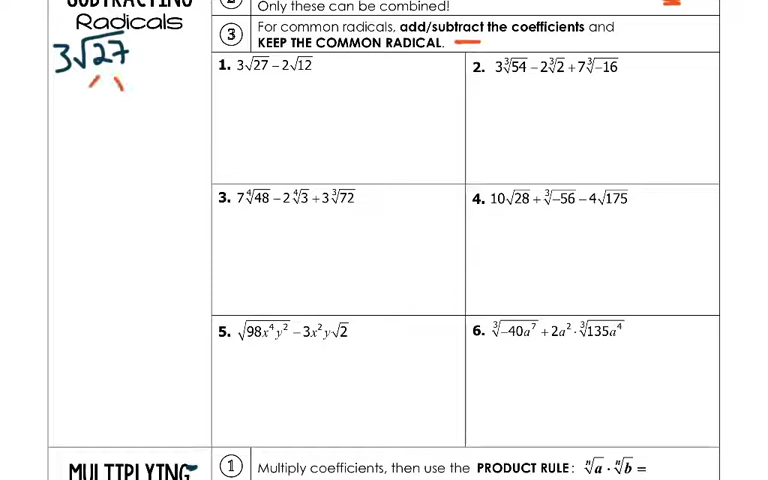 SUBTRACTING
Radicals
3√27
② Only these can be combined!
③ For common radicals, add/subtract the coefficients and
KEEP THE COMMON RADICAL.
1. 3√27 − 2√12
2. 3∛54 − 2∛2 + 7∛−16
3. 7∜48 − 2∜3 + 3∛72
4. 10√28 + ∛−56 − 4√175
5. √98x⁴y² − 3x²y√2
6. ∛−40a⁷ + 2a² · ∛135a⁴
MULTIPLYING
① Multiply coefficients, then use the PRODUCT RULE: ⁿ√a · ⁿ√b =